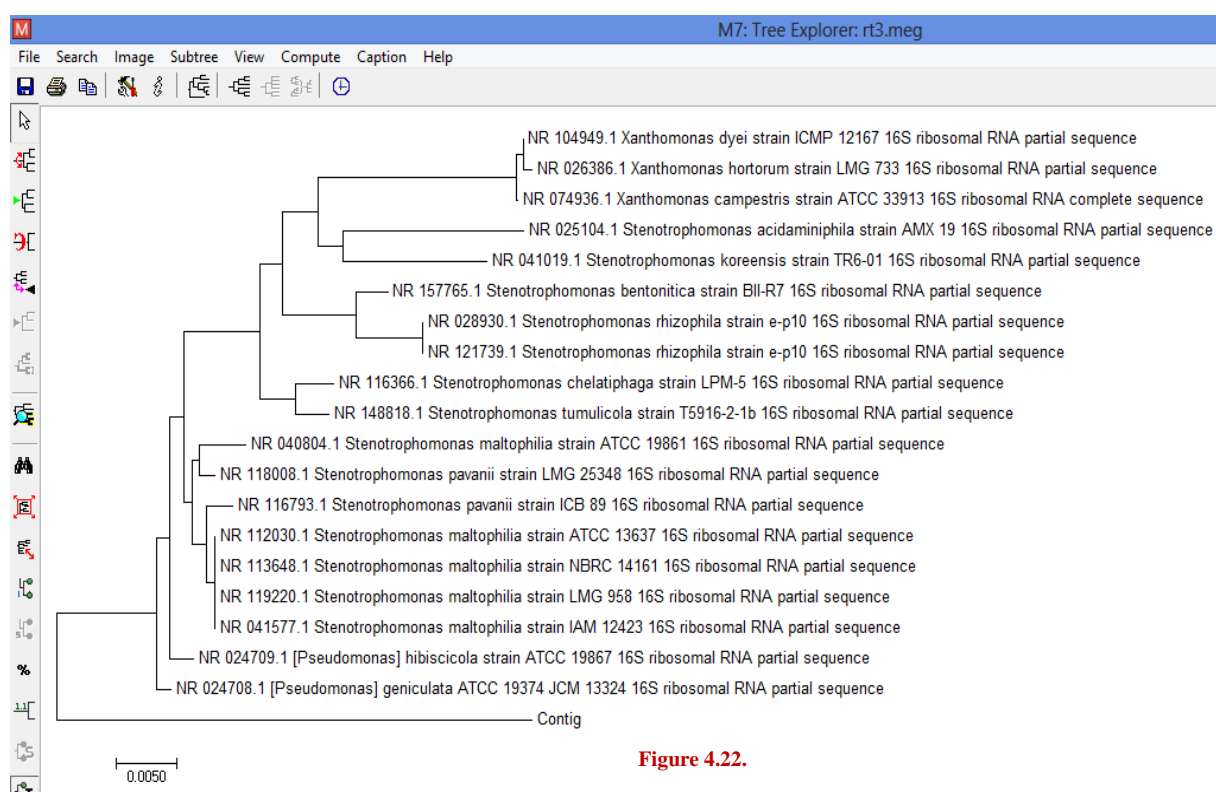 M
M7: Tree Explorer: rt3.meg
File Search Image Subtree View Compute Caption Help
NR 104949.1 Xanthomonas dyei strain ICMP 12167 16S ribosomal RNA partial sequence
NR 026386.1 Xanthomonas hortorum strain LMG 733 16S ribosomal RNA partial sequence
NR 074936.1 Xanthomonas campestris strain ATCC 33913 16S ribosomal RNA complete sequence
NR 025104.1 Stenotrophomonas acidaminiphila strain AMX 19 16S ribosomal RNA partial sequence
NR 041019.1 Stenotrophomonas koreensis strain TR6-01 16S ribosomal RNA partial sequence
NR 157765.1 Stenotrophomonas bentonitica strain BII-R7 16S ribosomal RNA partial sequence
NR 028930.1 Stenotrophomonas rhizophila strain e-p10 16S ribosomal RNA partial sequence
NR 121739.1 Stenotrophomonas rhizophila strain e-p10 16S ribosomal RNA partial sequence
NR 116366.1 Stenotrophomonas chelatiphaga strain LPM-5 16S ribosomal RNA partial sequence
NR 148818.1 Stenotrophomonas tumulicola strain T5916-2-1b 16S ribosomal RNA partial sequence
NR 040804.1 Stenotrophomonas maltophilia strain ATCC 19861 16S ribosomal RNA partial sequence
NR 118008.1 Stenotrophomonas pavanii strain LMG 25348 16S ribosomal RNA partial sequence
NR 116793.1 Stenotrophomonas pavanii strain ICB 89 16S ribosomal RNA partial sequence
NR 112030.1 Stenotrophomonas maltophilia strain ATCC 13637 16S ribosomal RNA partial sequence
NR 113648.1 Stenotrophomonas maltophilia strain NBRC 14161 16S ribosomal RNA partial sequence
NR 119220.1 Stenotrophomonas maltophilia strain LMG 958 16S ribosomal RNA partial sequence
NR 041577.1 Stenotrophomonas maltophilia strain IAM 12423 16S ribosomal RNA partial sequence
NR 024709.1 [Pseudomonas] hibiscicola strain ATCC 19867 16S ribosomal RNA partial sequence
%
NR 024708.1 [Pseudomonas] geniculata ATCC 19374 JCM 13324 16S ribosomal RNA partial sequence
1.1
Contig
Figure 4.22.
0.0050